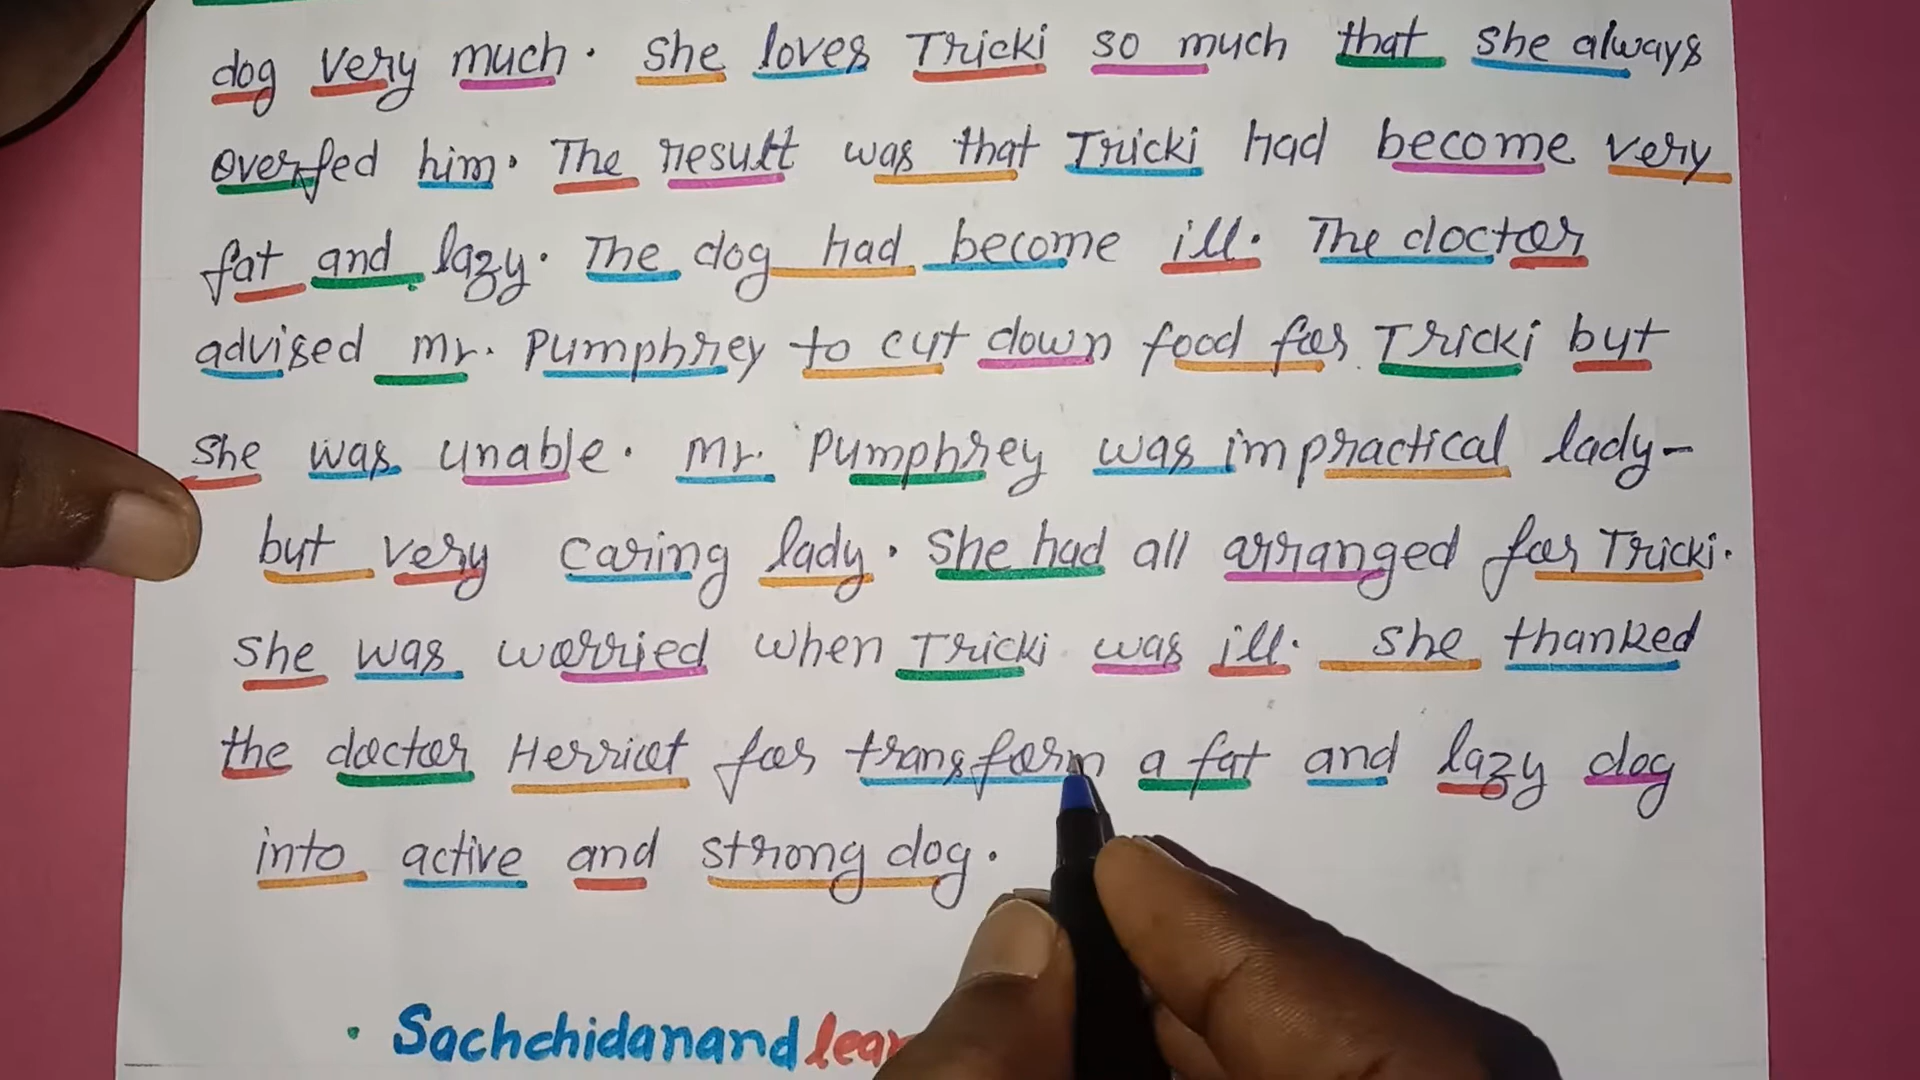 dog very much. She loves Tricki so much that she always
overfed him. The result was that Tricki had become very
fat and lazy. The dog had become ill. The doctor
advised mr. Pumphrey to cut down food for Tricki but
she was unable. Mr. Pumphrey was impractical lady-
but very caring lady. She had all arranged for Tricki.
She was worried when Tricki was ill. She thanked
the doctor Herriot for transform a fat and lazy dog
into active and strong dog.
• Sachchidanand